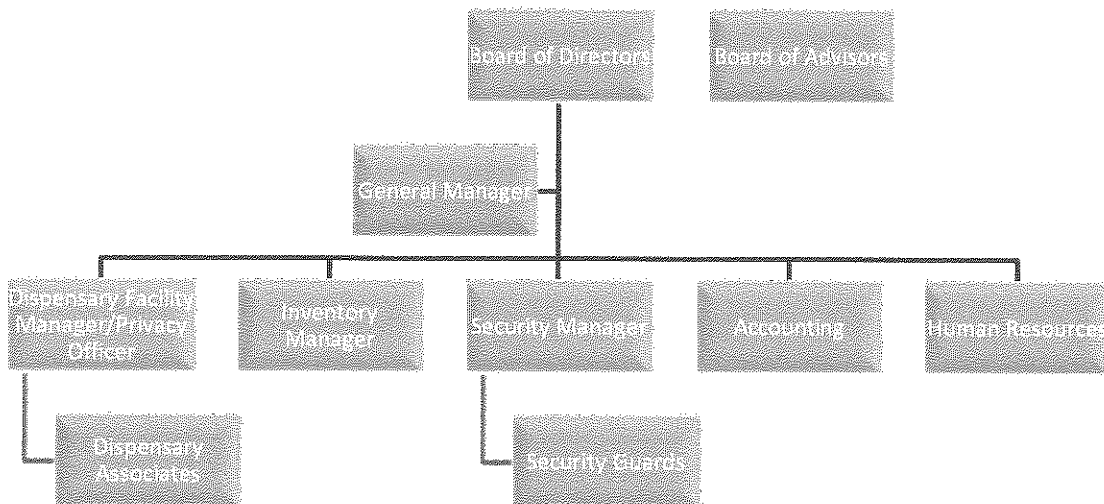 Board of Directors
Board of Advisors
General Manager
Dispensary Facility
Manager/Privacy
Officer
Inventory
Manager
Security Manager
Accounting
Human Resources
Dispensary
Associates
Security Guards